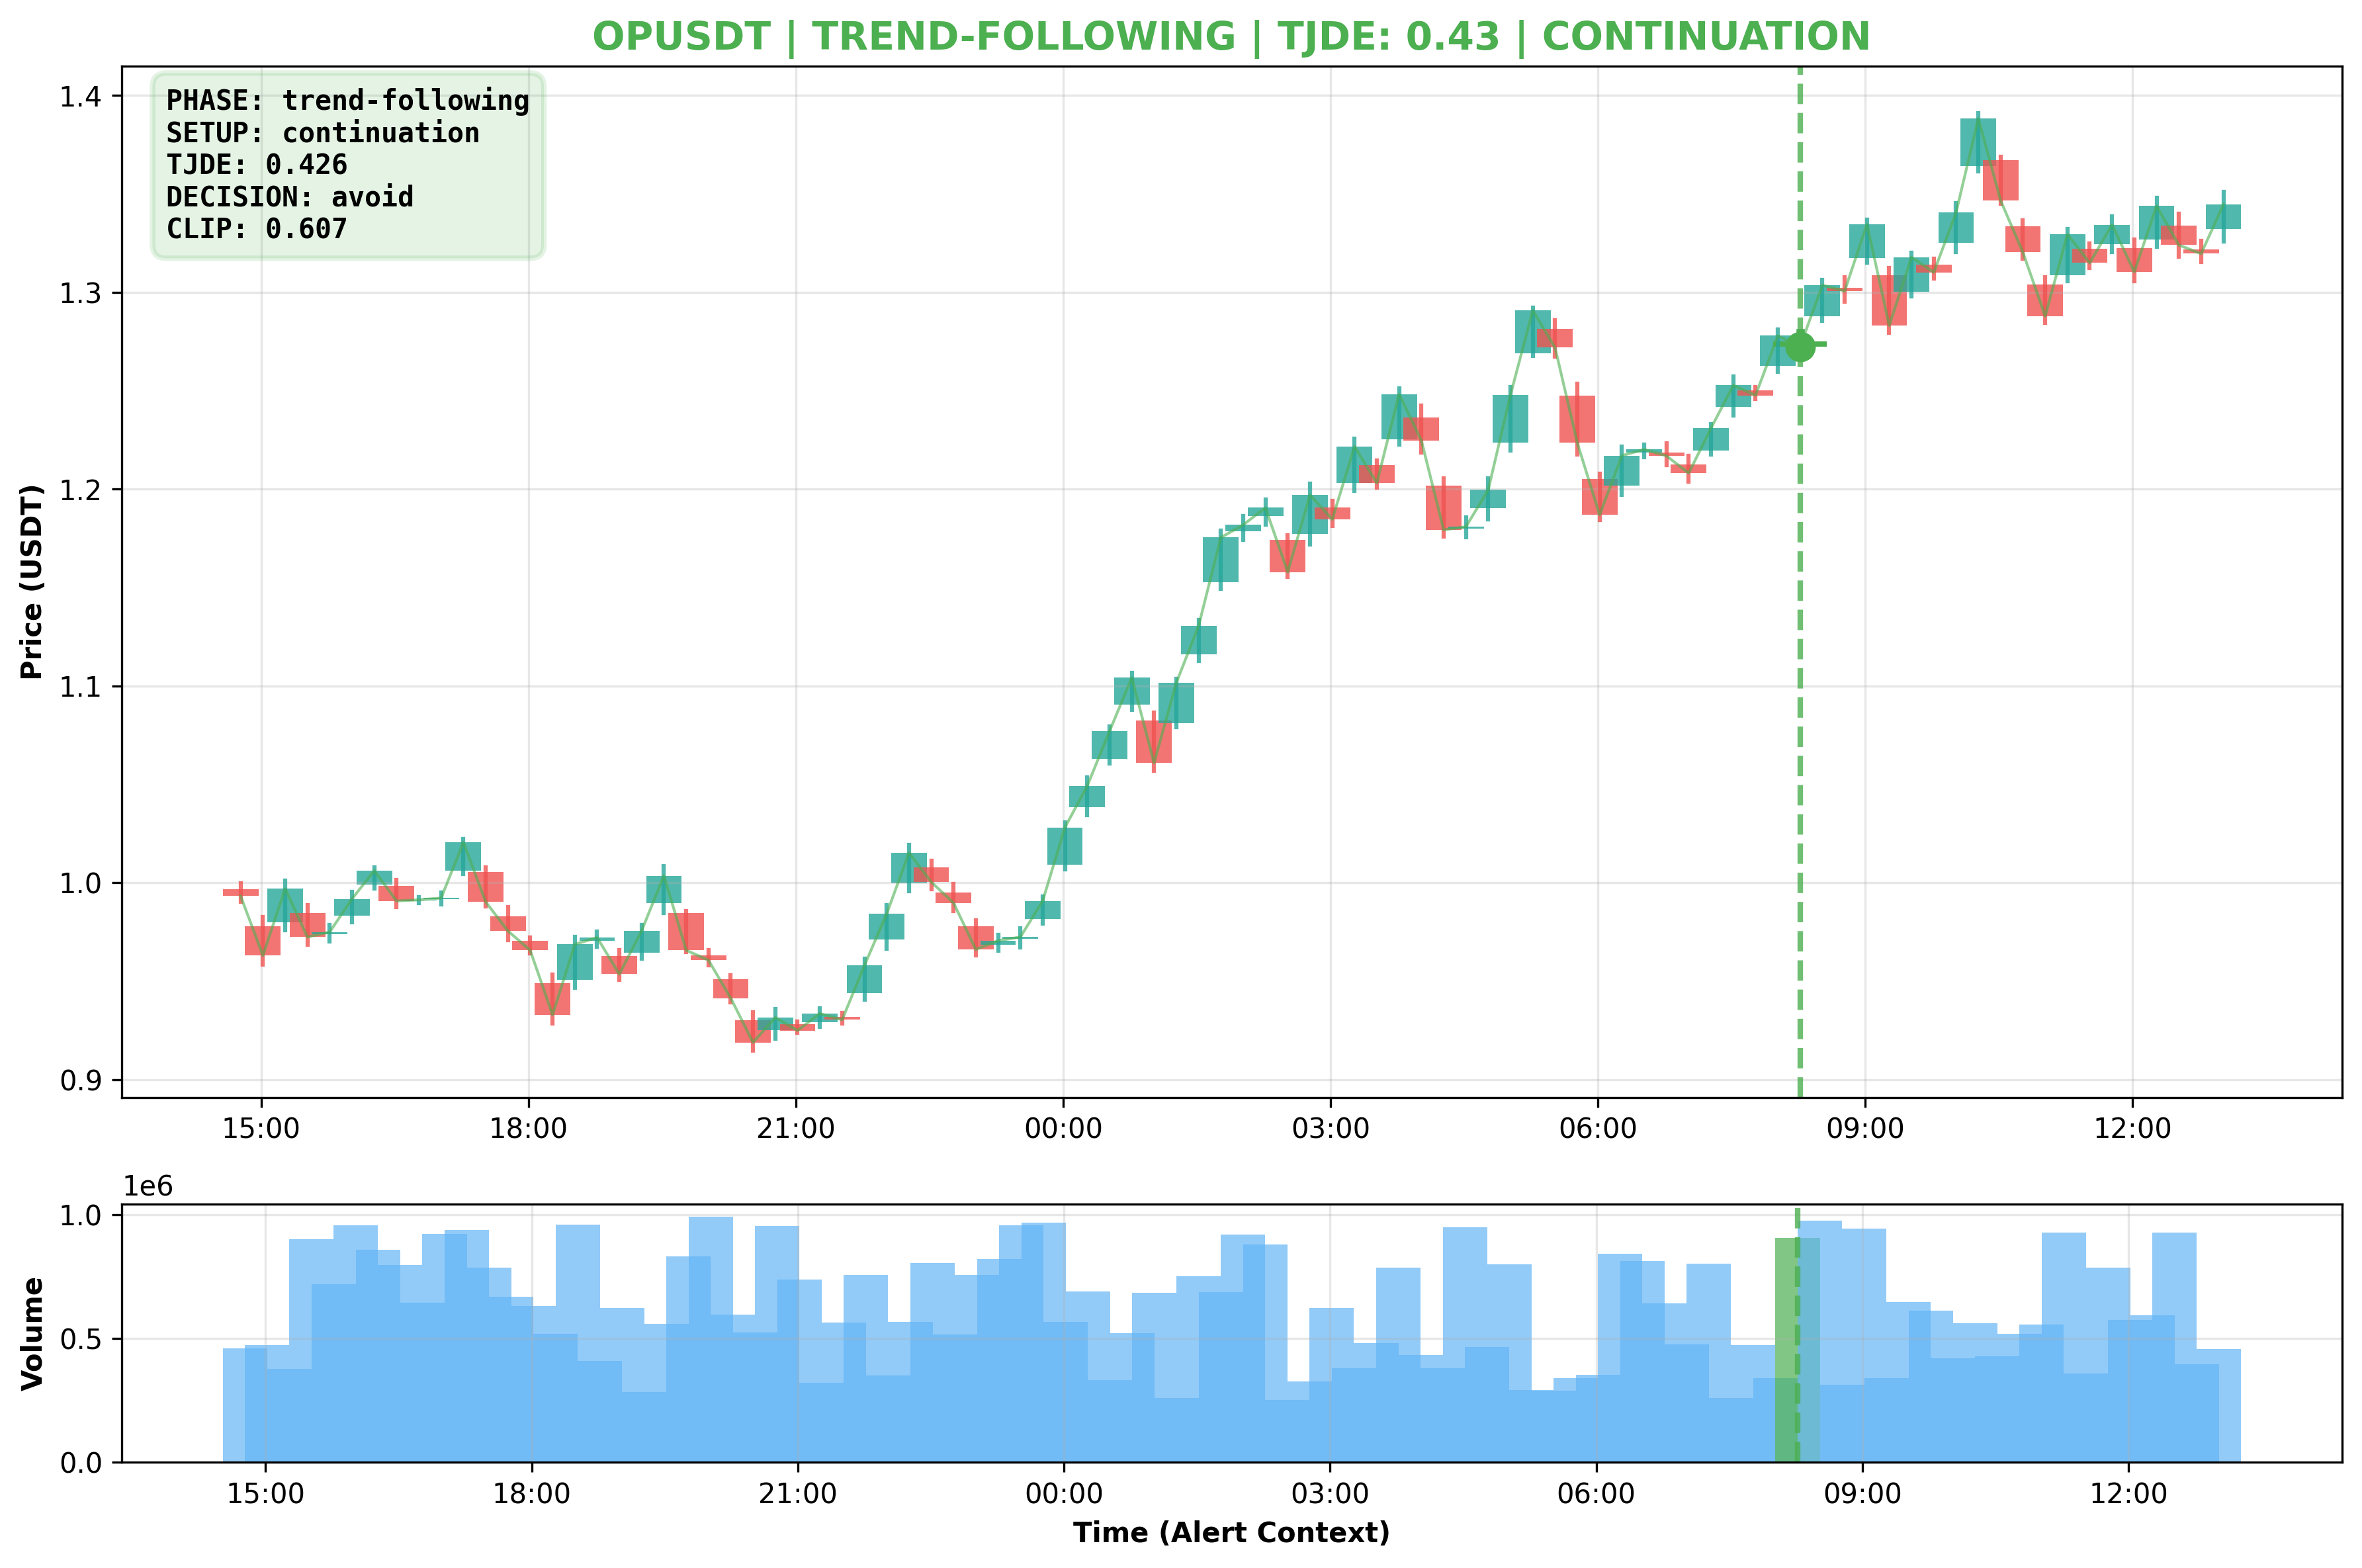 OPUSDT | TREND-FOLLOWING | TJDE: 0.43 | CONTINUATION
PHASE: trend-following
SETUP: continuation
TJDE: 0.426
DECISION: avoid
CLIP: 0.607
Price (USDT)
1.4
1.3
1.2
1.1
1.0
0.9
15:00 18:00 21:00 00:00 03:00 06:00 09:00 12:00
1e6
Volume
1.0
0.5
0.0
15:00 18:00 21:00 00:00 03:00 06:00 09:00 12:00
Time (Alert Context)